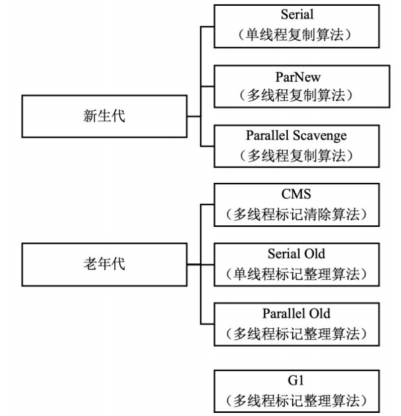 新生代
Serial
（单线程复制算法）
ParNew
（多线程复制算法）
Parallel Scavenge
（多线程复制算法）
老年代
CMS
（多线程标记清除算法）
Serial Old
（单线程标记整理算法）
Parallel Old
（多线程标记整理算法）
G1
（多线程标记整理算法）